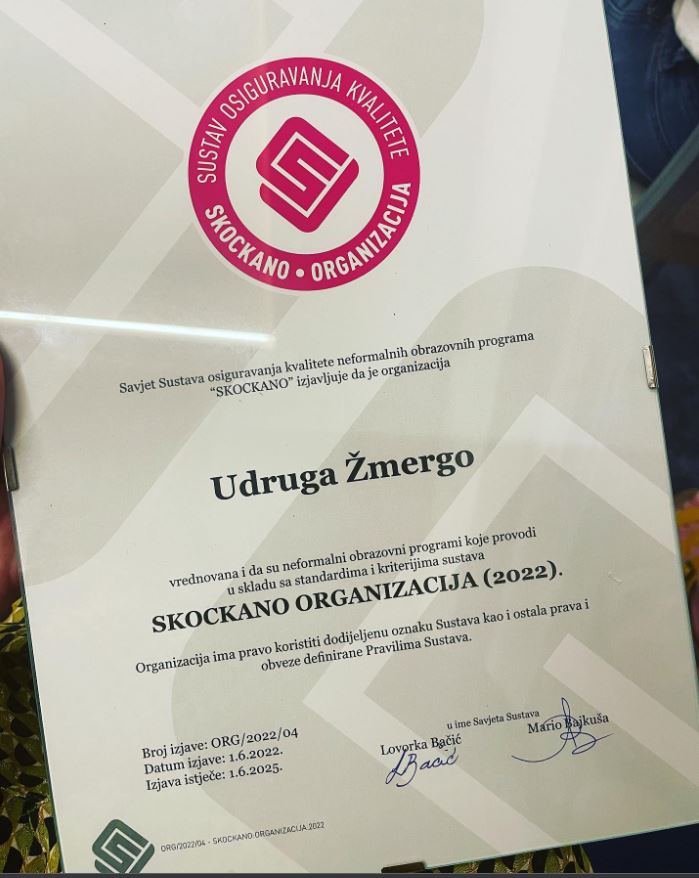 SUSTAV OSIGURAVANJA KVALITETE
SKOCKANO • ORGANIZACIJA
Savjet Sustava osiguravanja kvalitete neformalnih obrazovnih programa
“SKOCKANO” izjavljuje da je organizacija
Udruga Žmergo
vrednovana i da su neformalni obrazovni programi koje provodi
u skladu sa standardima i kriterijima sustava
SKOCKANO ORGANIZACIJA (2022).
Organizacija ima pravo koristiti dodijeljenu oznaku Sustava kao i ostala prava i
obveze definirane Pravilima Sustava.
Broj izjave: ORG/2022/04
Datum izjave: 1.6.2022.
Izjava istječe: 1.6.2025.
u ime Savjeta Sustava
Lovorka Bačić
Mario Bajkuša
LBacić
ORG/2022/04 - SKOCKANO ORGANIZACIJA 2022